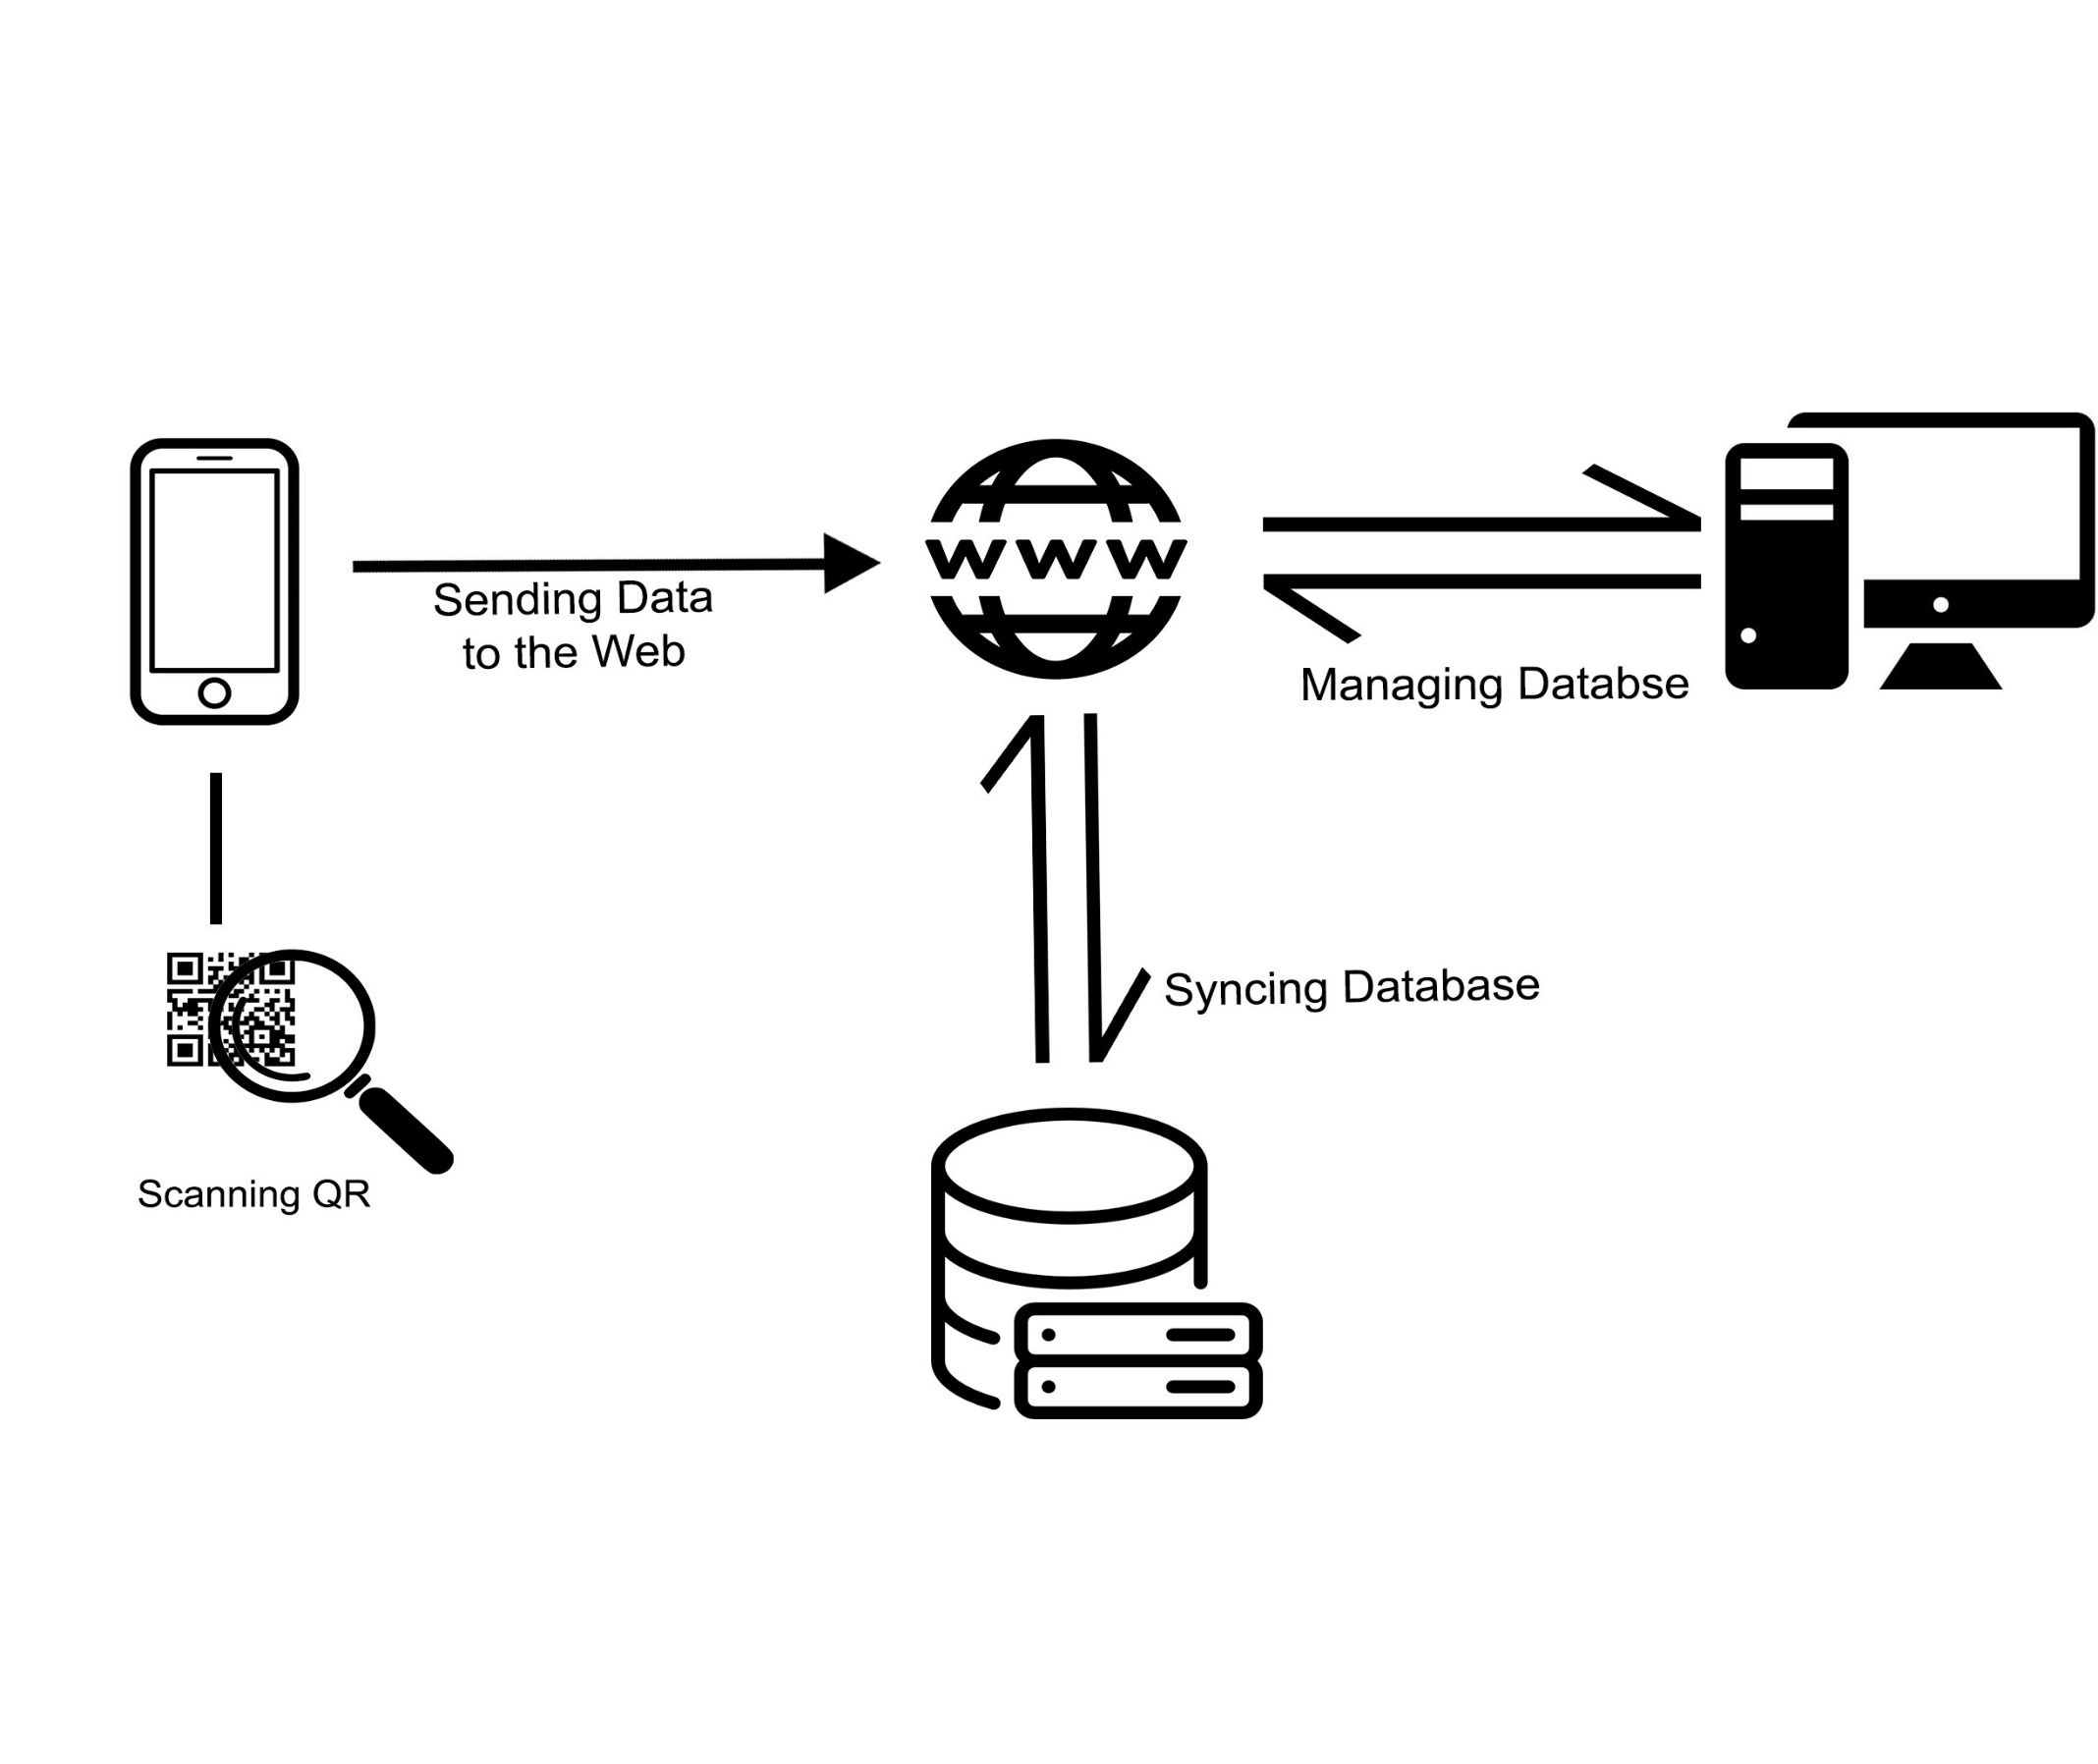 Sending Data
to the Web
www
Managing Databse
Syncing Database
Scanning QR